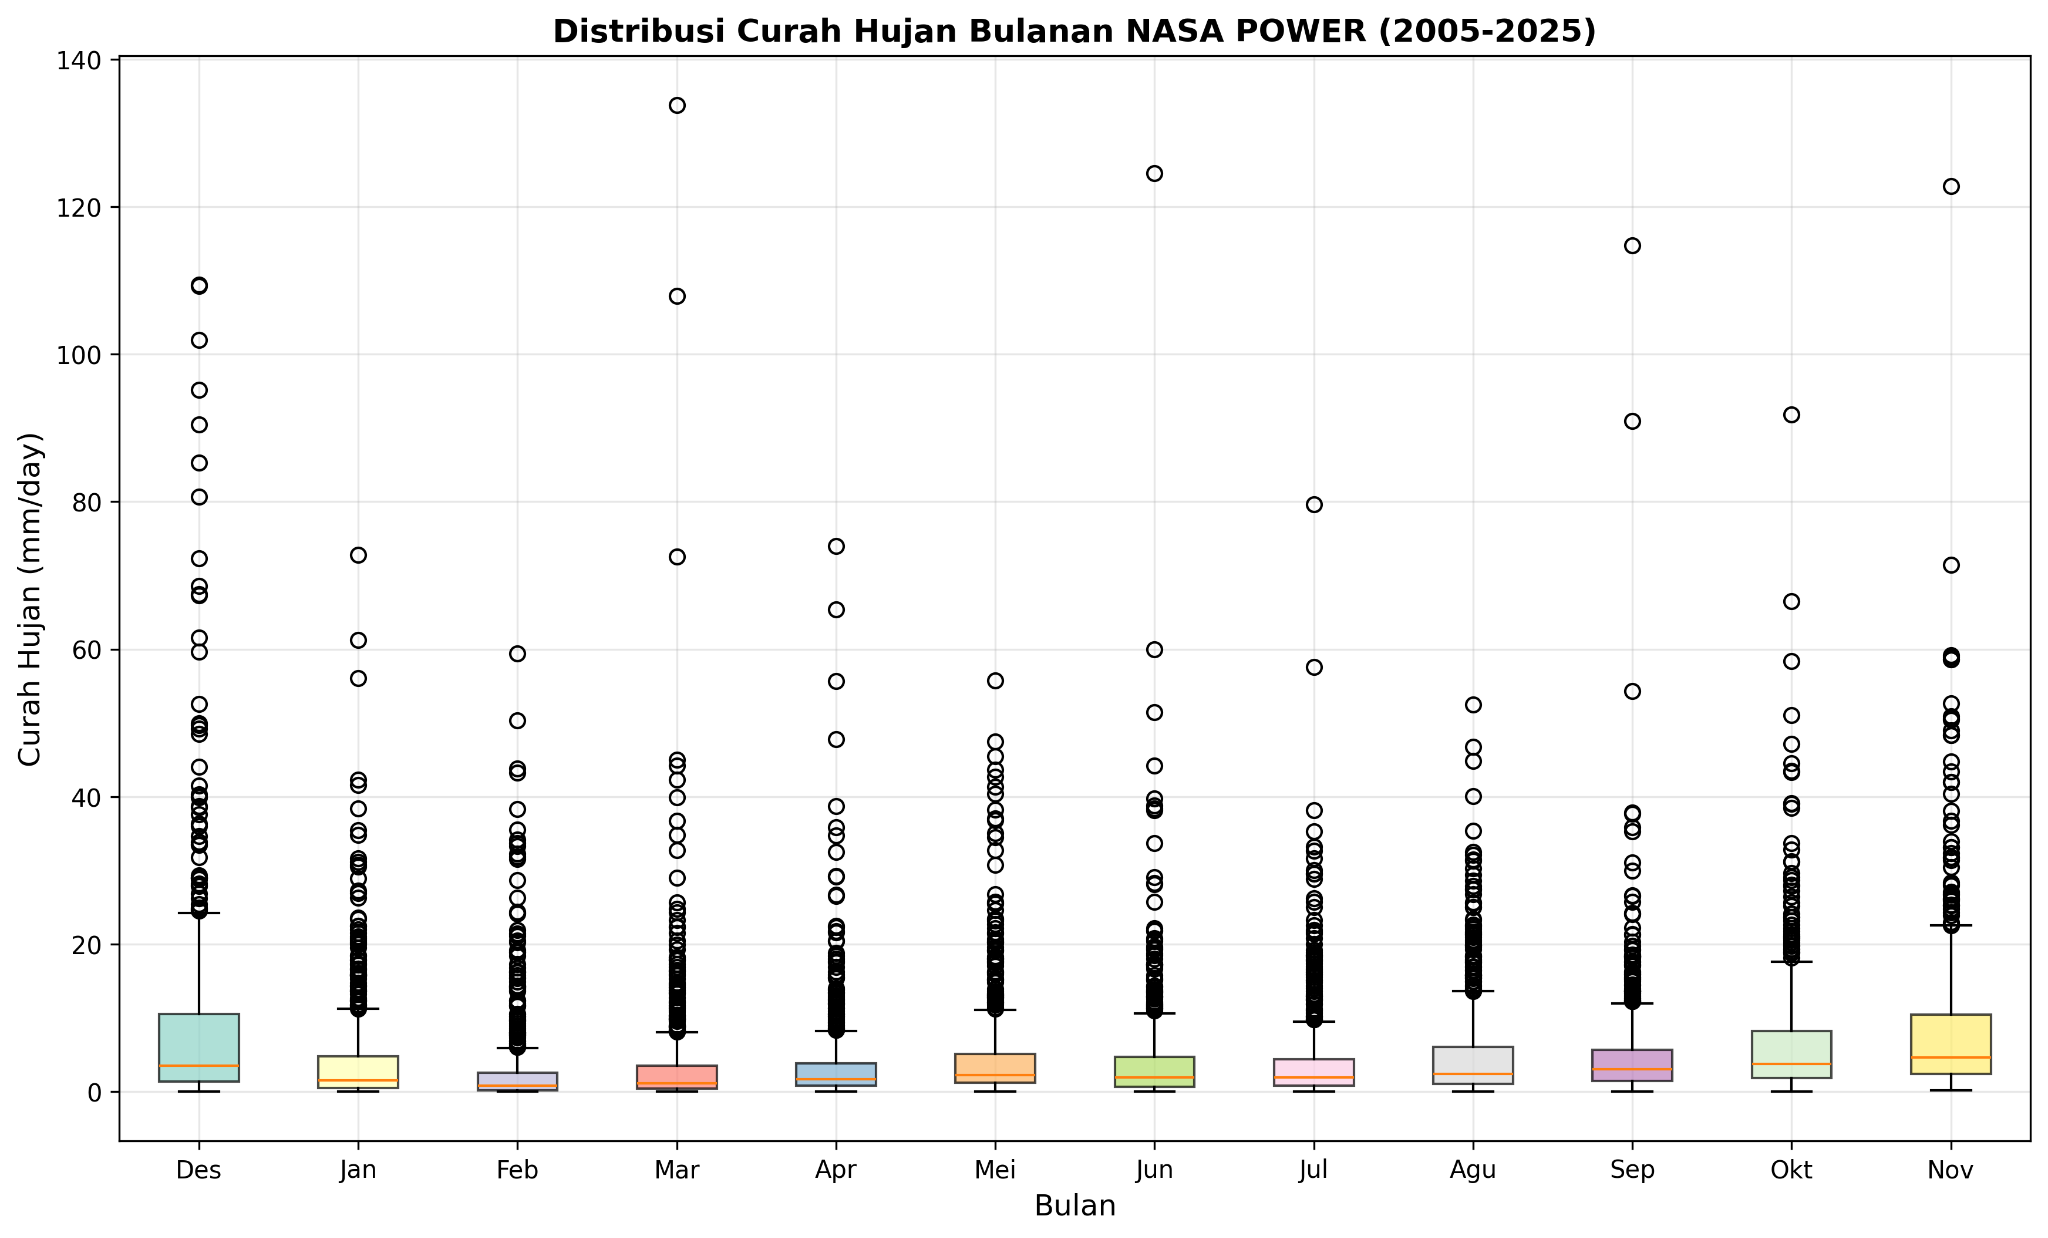 Distribusi Curah Hujan Bulanan NASA POWER (2005-2025)
Curah Hujan (mm/day)
140
120
100
80
60
40
20
0
Des Jan Feb Mar Apr Mei Jun Jul Agu Sep Okt Nov
Bulan